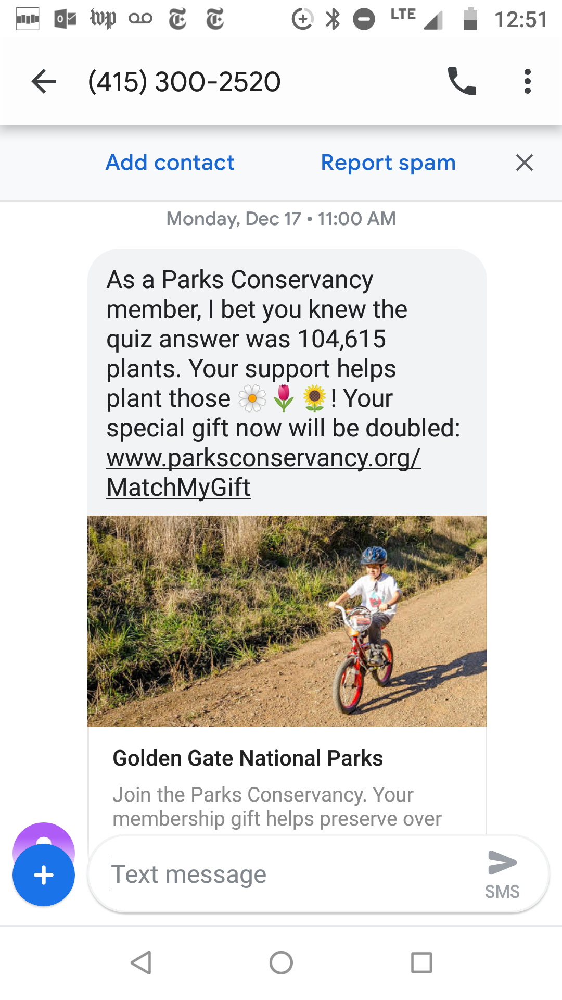 wp
12:51
LTE
(415) 300-2520
Add contact
Report spam
Monday, Dec 17 • 11:00 AM
As a Parks Conservancy
member, I bet you knew the
quiz answer was 104,615
plants. Your support helps
plant those 🌼🌷🌻! Your
special gift now will be doubled:
www.parksconservancy.org/
MatchMyGift
Golden Gate National Parks
Join the Parks Conservancy. Your
membership gift helps preserve over
Text message
SMS